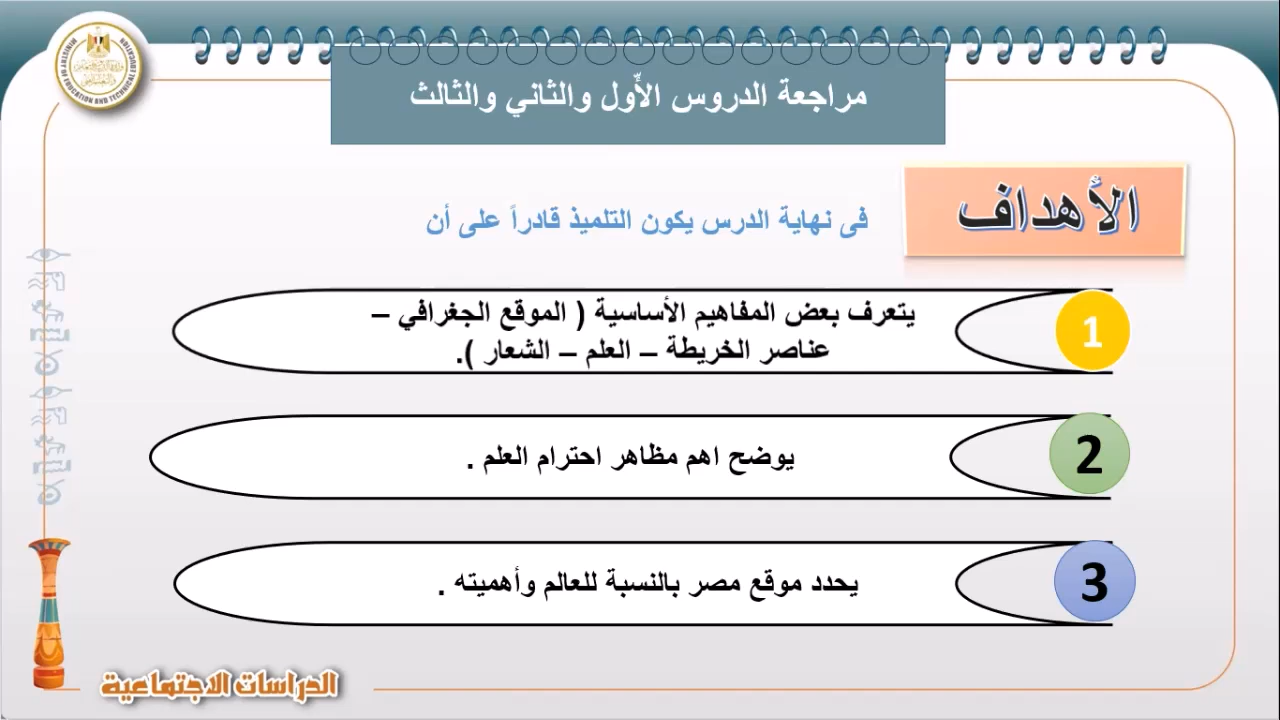 مراجعة الدروس الأّول والثاني والثالث
الأهداف
فى نهاية الدرس يكون التلميذ قادراً على أن
1
يتعرف بعض المفاهيم الأساسية ( الموقع الجغرافي –
عناصر الخريطة – العلم – الشعار ).
2
يوضح اهم مظاهر احترام العلم .
3
يحدد موقع مصر بالنسبة للعالم وأهميته .
الدراسات الاجتماعية